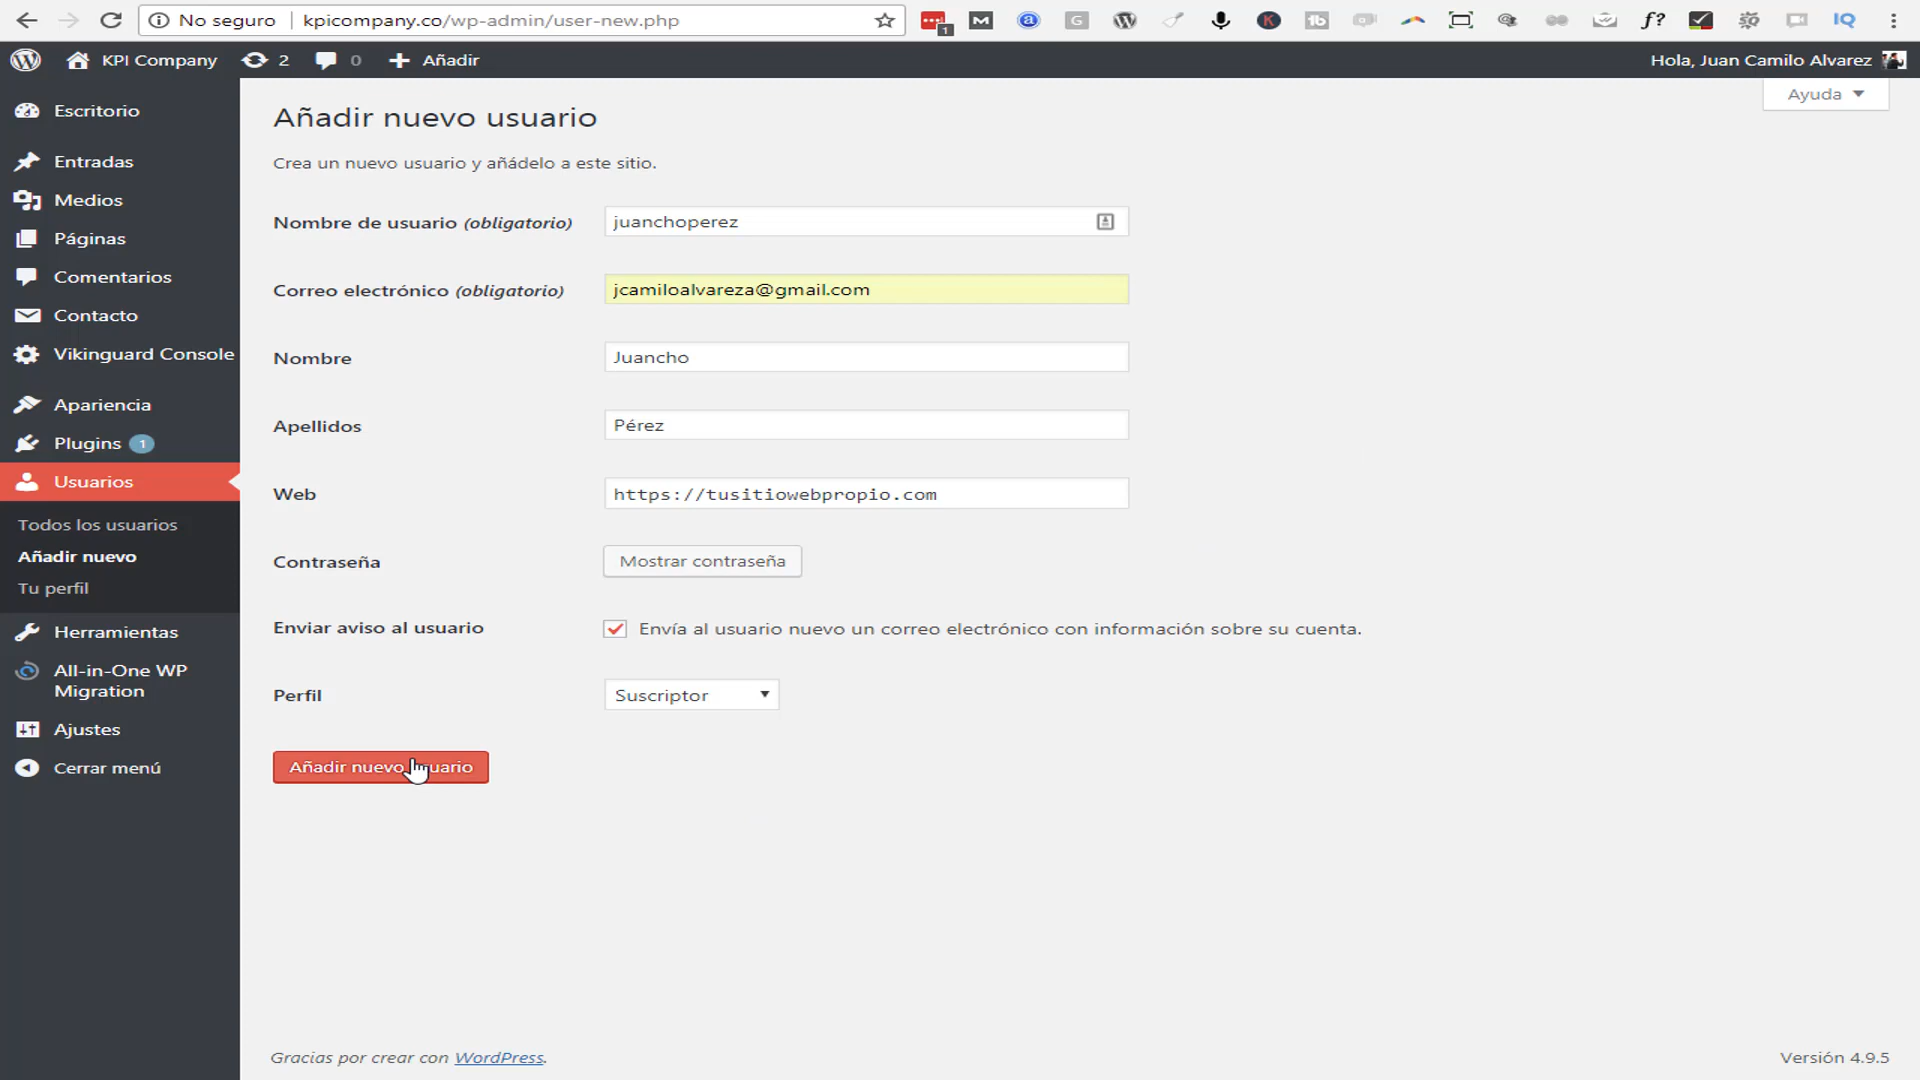 No seguro kpicompany.co/wp-admin/user-new.php
KPI Company 2 0 Añadir Hola, Juan Camilo Alvarez
Ayuda
Escritorio
Entradas
Medios
Páginas
Comentarios
Contacto
Vikinguard Console
Apariencia
Plugins 1
Usuarios
Todos los usuarios
Añadir nuevo
Tu perfil
Herramientas
All-in-One WP
Migration
Ajustes
Cerrar menú
Añadir nuevo usuario
Crea un nuevo usuario y añádelo a este sitio.
Nombre de usuario (obligatorio) juanchoperez
Correo electrónico (obligatorio) jcamiloalvareza@gmail.com
Nombre Juancho
Apellidos Pérez
Web https://tusitiowebpropio.com
Contraseña Mostrar contraseña
Enviar aviso al usuario Envía al usuario nuevo un correo electrónico con información sobre su cuenta.
Perfil Suscriptor
Añadir nuevo usuario
Gracias por crear con WordPress. Versión 4.9.5